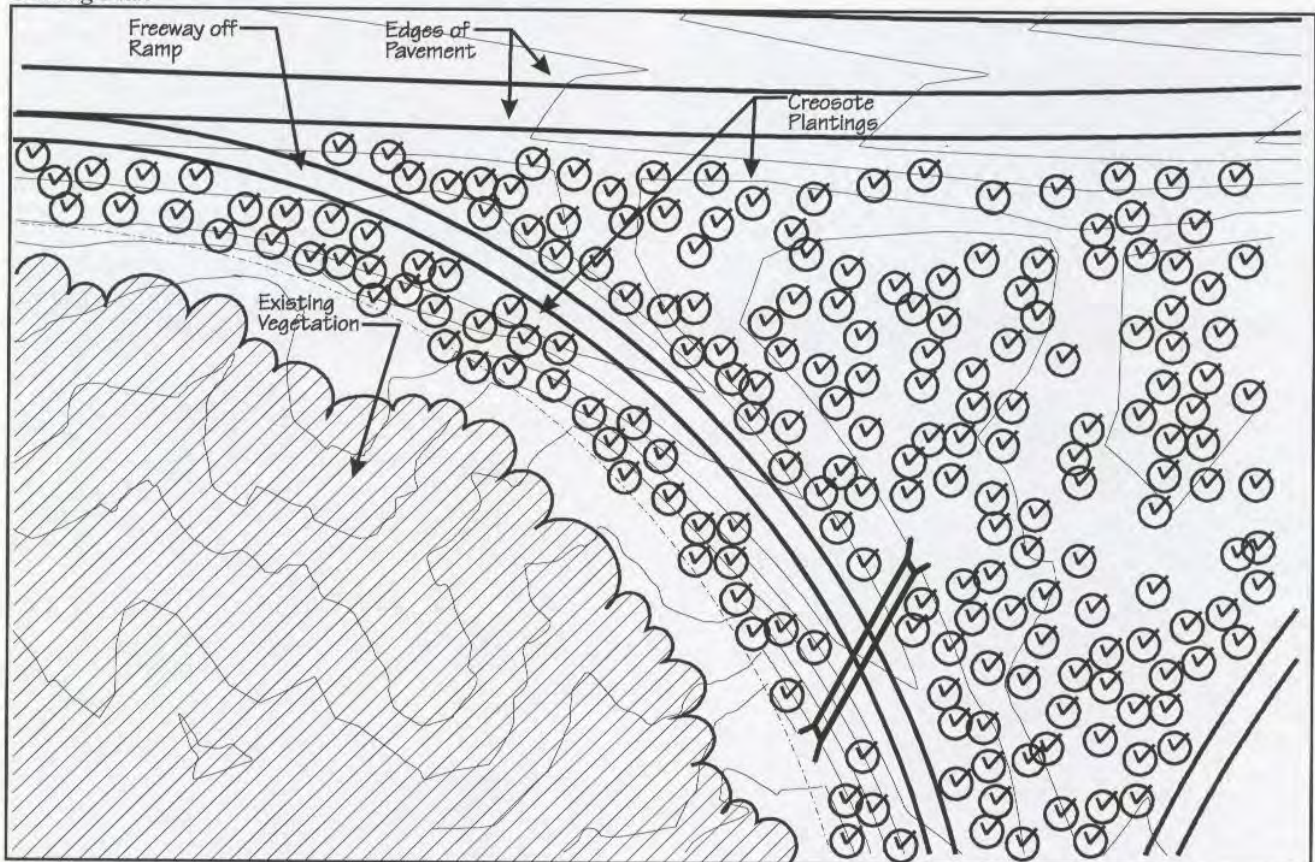 Freeway off
Ramp
Edges of
Pavement
Creosote
Plantings
Existing
Vegetation